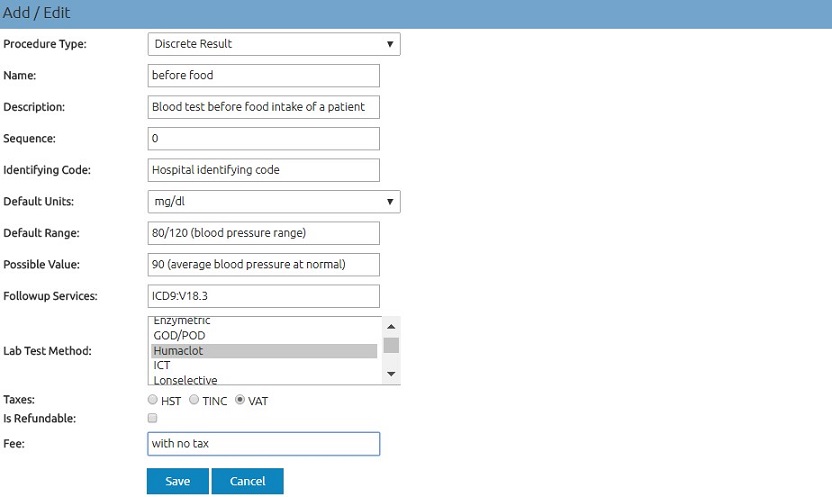 Add / Edit
Procedure Type: Discrete Result
Name: before food
Description: Blood test before food intake of a patient
Sequence: 0
Identifying Code: Hospital identifying code
Default Units: mg/dl
Default Range: 80/120 (blood pressure range)
Possible Value: 90 (average blood pressure at normal)
Followup Services: ICD9:V18.3
Enzymetric
GOD/POD
Lab Test Method: Humaclot
ICT
Lonselective
Taxes: HST TINC VAT
Is Refundable:
Fee: with no tax
Save Cancel